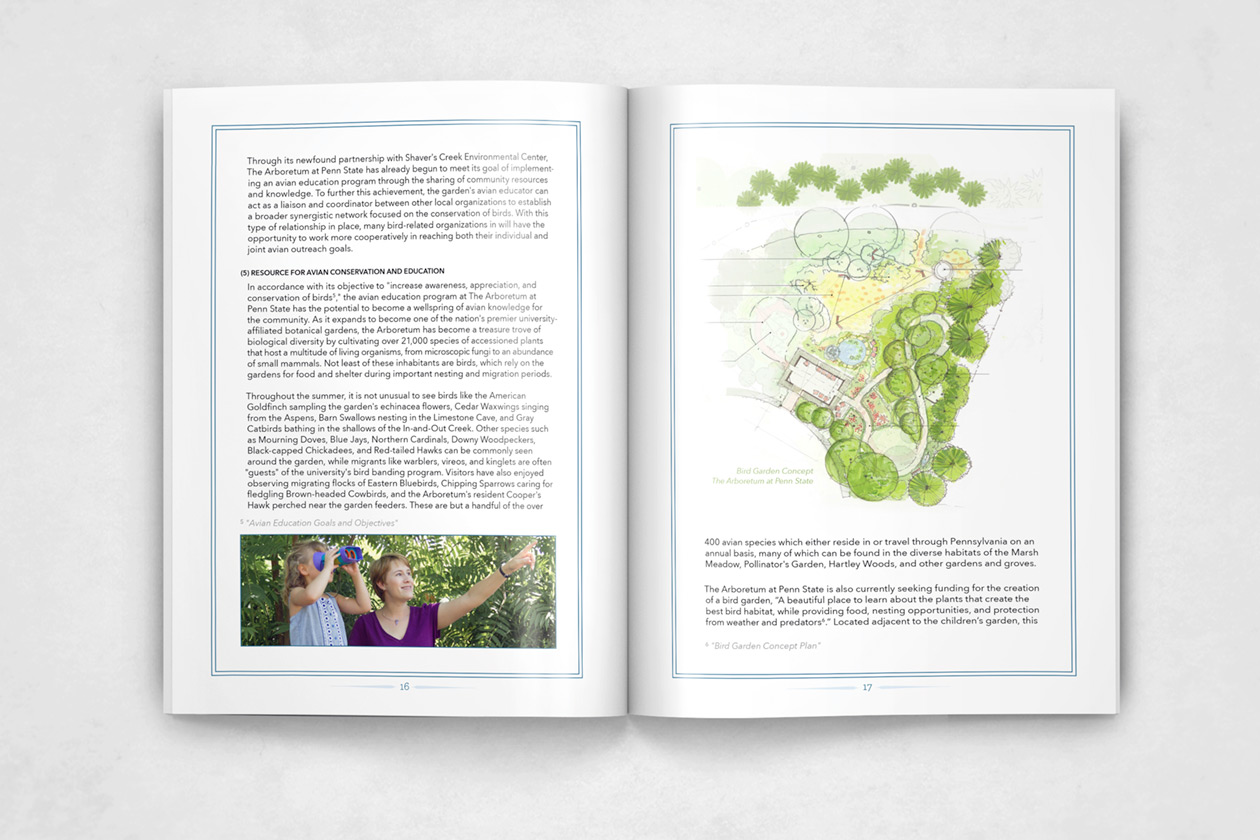 Through its newfound partnership with Shaver's Creek Environmental Center,
The Arboretum at Penn State has already begun to meet its goal of implement-
ing an avian education program through the sharing of community resources
and knowledge. To further this achievement, the garden's avian educator can
act as a liaison and coordinator between other local organizations to establish
a broader synergistic network focused on the conservation of birds. With this
type of relationship in place, many bird-related organizations in will have the
opportunity to work more cooperatively in reaching both their individual and
joint avian outreach goals.
(5) RESOURCE FOR AVIAN CONSERVATION AND EDUCATION
In accordance with its objective to "increase awareness, appreciation, and
conservation of birds⁵," the avian education program at The Arboretum at
Penn State has the potential to become a wellspring of avian knowledge for
the community. As it expands to become one of the nation's premier university-
affiliated botanical gardens, the Arboretum has become a treasure trove of
biological diversity by cultivating over 21,000 species of accessioned plants
that host a multitude of living organisms, from microscopic fungi to an abundance
of small mammals. Not least of these inhabitants are birds, which rely on the
gardens for food and shelter during important nesting and migration periods.
Throughout the summer, it is not unusual to see birds like the American
Goldfinch sampling the garden's echinacea flowers, Cedar Waxwings singing
from the Aspens, Barn Swallows nesting in the Limestone Cave, and Gray
Catbirds bathing in the shallows of the In-and-Out Creek. Other species such
as Mourning Doves, Blue Jays, Northern Cardinals, Downy Woodpeckers,
Black-capped Chickadees, and Red-tailed Hawks can be commonly seen
around the garden, while migrants like warblers, vireos, and kinglets are often
"guests" of the university's bird banding program. Visitors have also enjoyed
observing migrating flocks of Eastern Bluebirds, Chipping Sparrows caring for
fledgling Brown-headed Cowbirds, and the Arboretum's resident Cooper's
Hawk perched near the garden feeders. These are but a handful of the over
⁵ "Avian Education Goals and Objectives"
16
Bird Garden Concept
The Arboretum at Penn State
400 avian species which either reside in or travel through Pennsylvania on an
annual basis, many of which can be found in the diverse habitats of the Marsh
Meadow, Pollinator's Garden, Hartley Woods, and other gardens and groves.
The Arboretum at Penn State is also currently seeking funding for the creation
of a bird garden, "A beautiful place to learn about the plants that create the
best bird habitat, while providing food, nesting opportunities, and protection
from weather and predators⁶." Located adjacent to the children's garden, this
⁶ "Bird Garden Concept Plan"
17